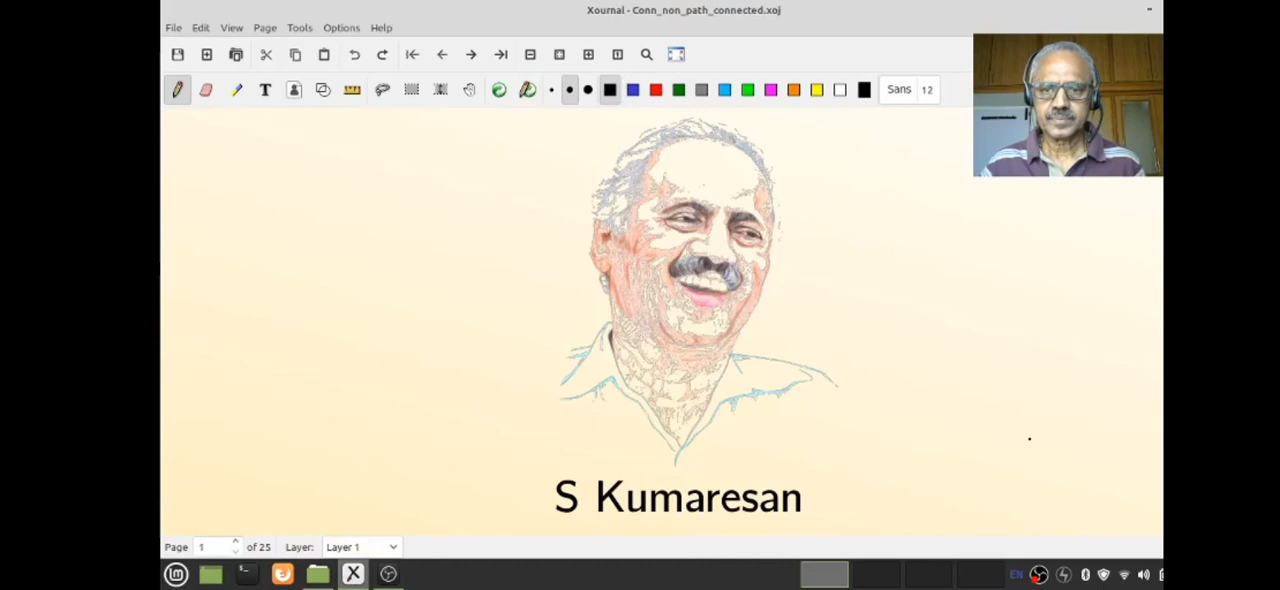 Xournal - Conn_non_path_connected.xoj
File Edit View Page Tools Options Help
T Sans 12
S Kumaresan
Page 1 of 25 Layer: Layer 1
X EN